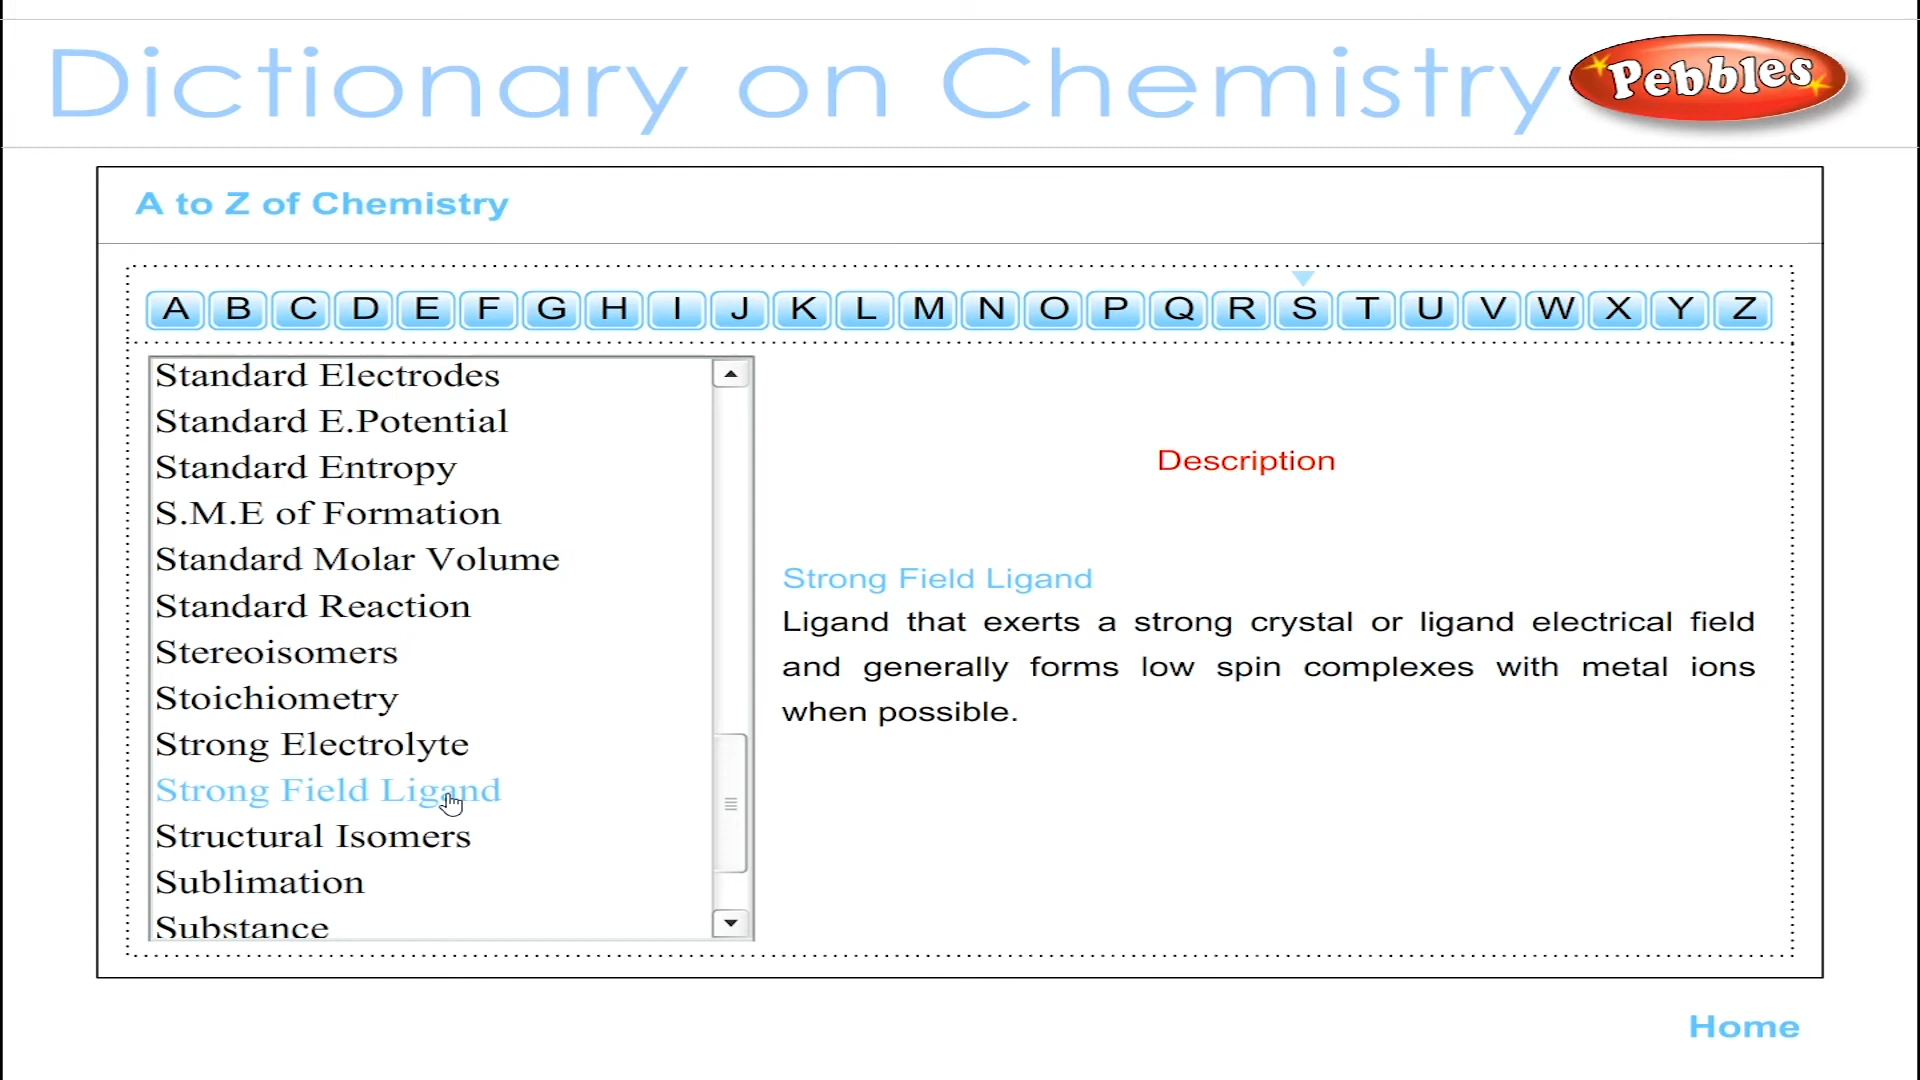 Dictionary on Chemistry
Pebbles
A to Z of Chemistry
A B C D E F G H I J K L M N O P Q R S T U V W X Y Z
Standard Electrodes
Standard E.Potential
Standard Entropy
S.M.E of Formation
Standard Molar Volume
Standard Reaction
Stereoisomers
Stoichiometry
Strong Electrolyte
Strong Field Ligand
Structural Isomers
Sublimation
Substance
Description
Strong Field Ligand
Ligand that exerts a strong crystal or ligand electrical field
and generally forms low spin complexes with metal ions
when possible.
Home